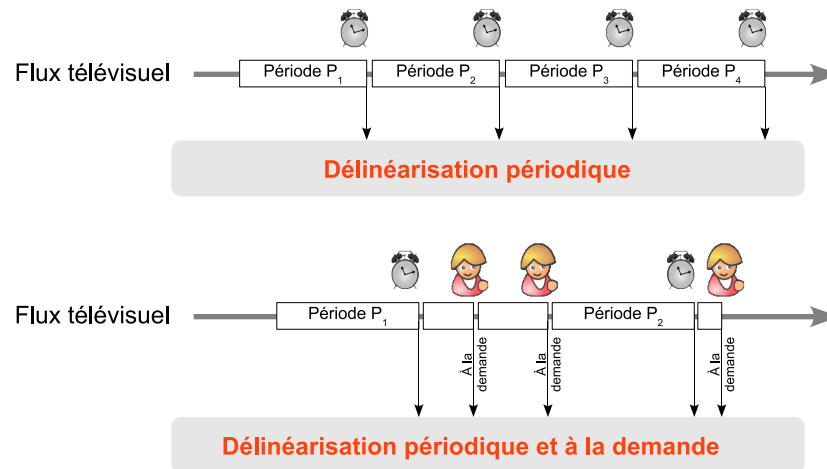 Flux télévisuel
Période P1
Période P2
Période P3
Période P4
Délinéarisation périodique
Flux télévisuel
Période P1
Période P2
À la
demande
À la
demande
À la
demande
Délinéarisation périodique et à la demande